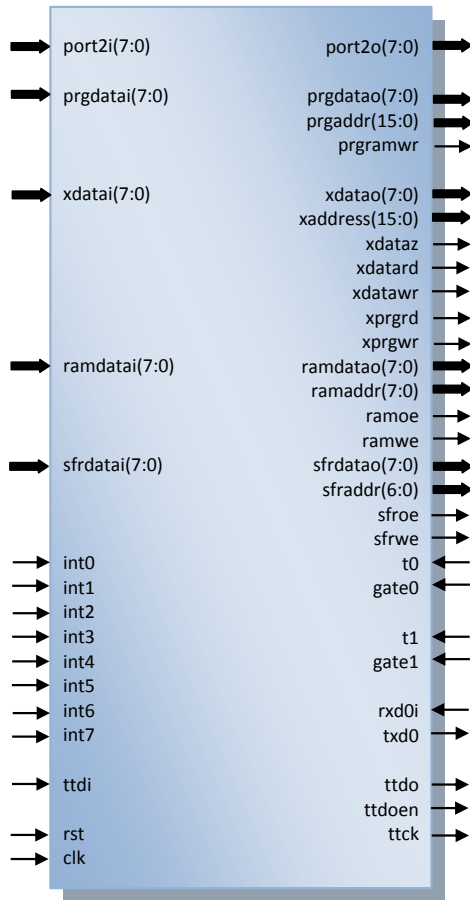 port2i(7:0) port2o(7:0)
prgdatai(7:0) prgdatao(7:0)
prgaddr(15:0)
prgramwr
xdatai(7:0) xdatao(7:0)
xaddress(15:0)
xdataz
xdatard
xdatawr
xprgrd
xprgwr
ramdatai(7:0) ramdatao(7:0)
ramaddr(7:0)
ramoe
ramwe
sfrdatai(7:0) sfrdatao(7:0)
sfraddr(6:0)
sfroe
sfrwe
int0 t0
int1 gate0
int2
int3 t1
int4 gate1
int5
int6 rxd0i
int7 txd0
ttdi ttdo
ttdoen
rst ttck
clk